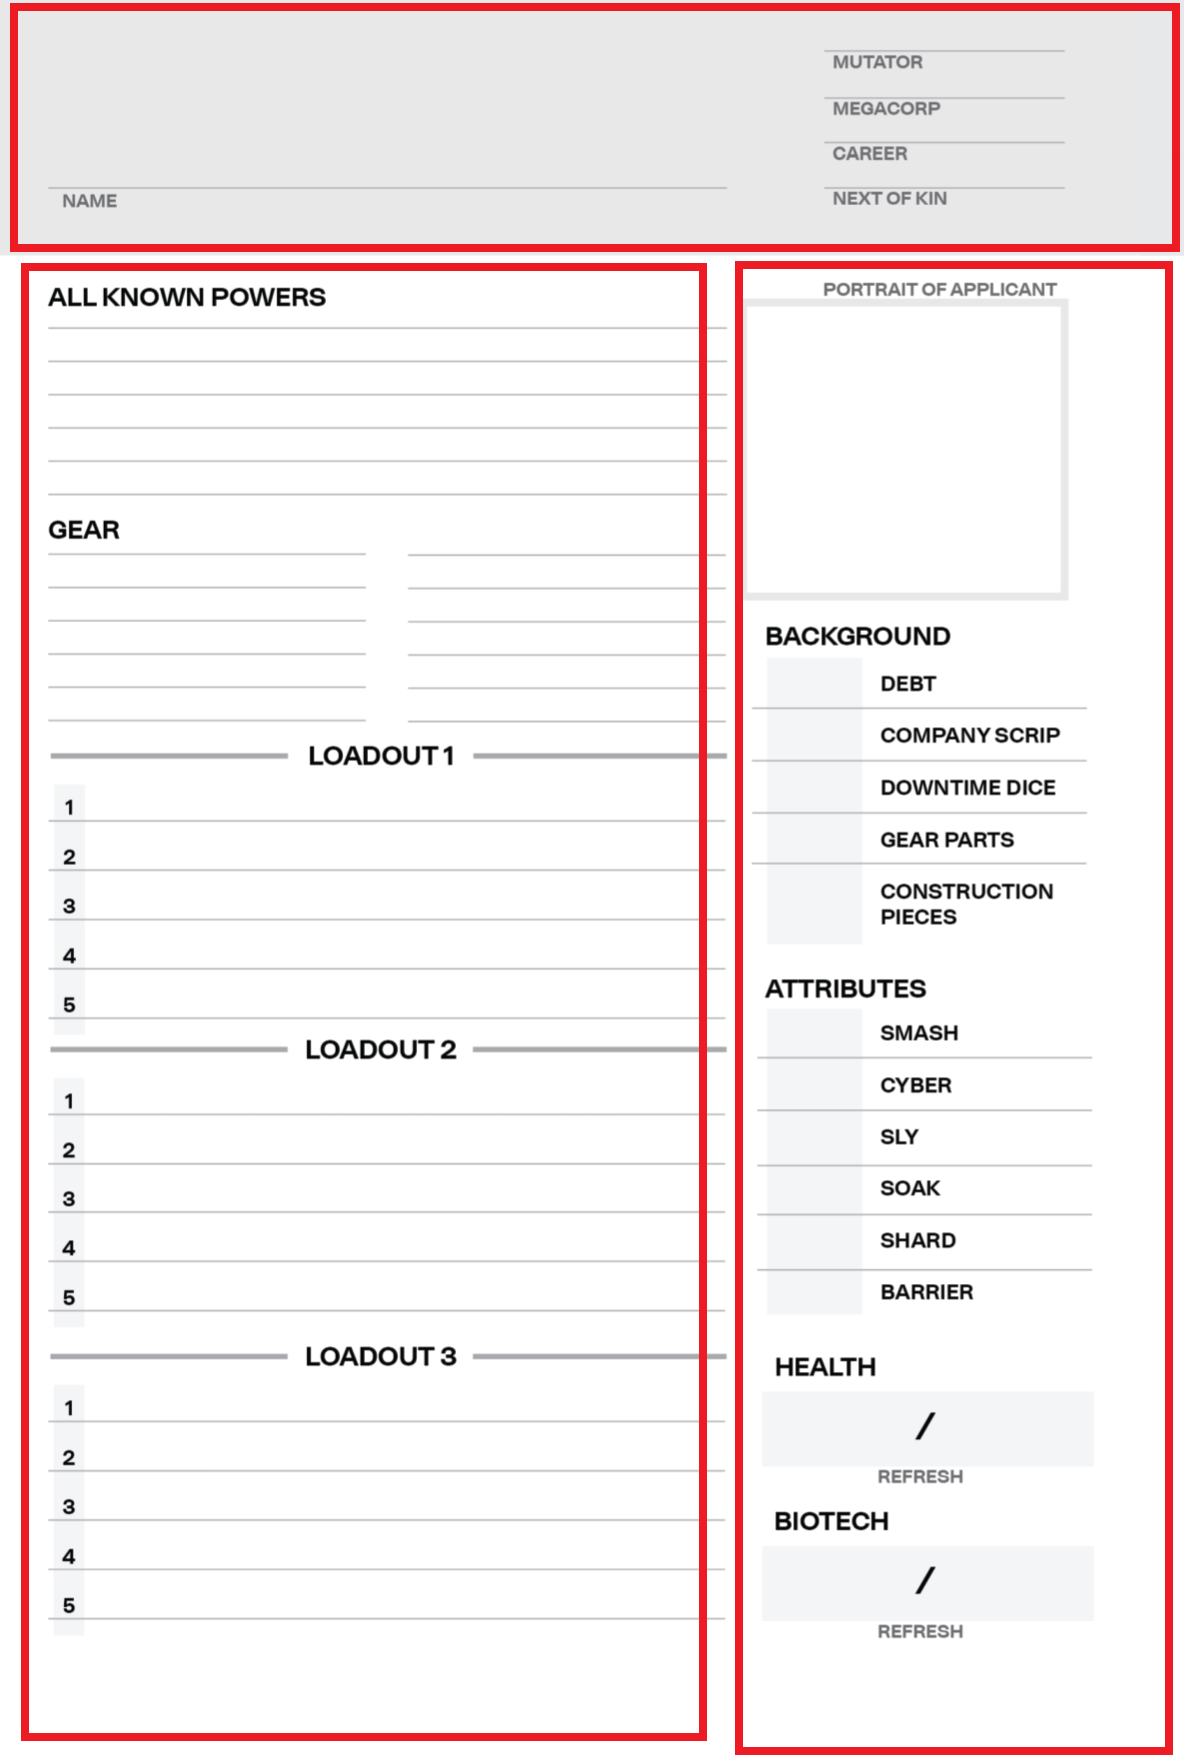 MUTATOR
MEGACORP
CAREER
NEXT OF KIN
NAME
ALL KNOWN POWERS
GEAR
LOADOUT 1
1
2
3
4
5
LOADOUT 2
1
2
3
4
5
LOADOUT 3
1
2
3
4
5
PORTRAIT OF APPLICANT
BACKGROUND
DEBT
COMPANY SCRIP
DOWNTIME DICE
GEAR PARTS
CONSTRUCTION
PIECES
ATTRIBUTES
SMASH
CYBER
SLY
SOAK
SHARD
BARRIER
HEALTH
/
REFRESH
BIOTECH
/
REFRESH